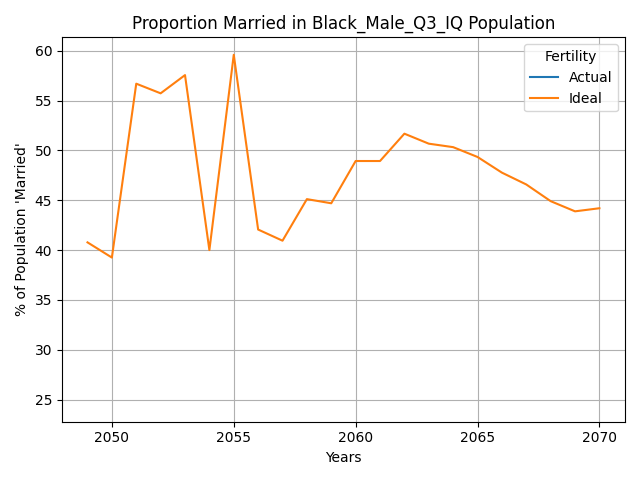 Proportion Married in Black_Male_Q3_IQ Population
Fertility
Actual
Ideal
60
55
50
45
40
35
30
25
% of Population 'Married'
2050 2055 2060 2065 2070
Years